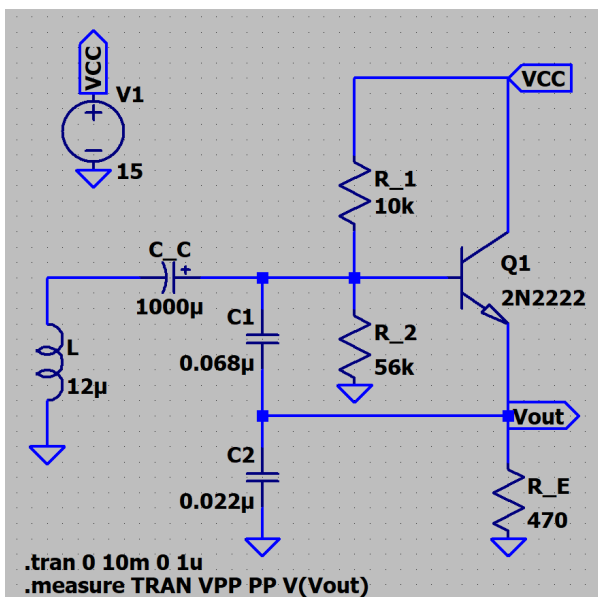 VCC
V1
15
VCC
R_1
10k
C_C
1000µ
Q1
2N2222
C1
0.068µ
R_2
56k
L
12µ
Vout
C2
0.022µ
R_E
470
.tran 0 10m 0 1u
.measure TRAN VPP PP V(Vout)